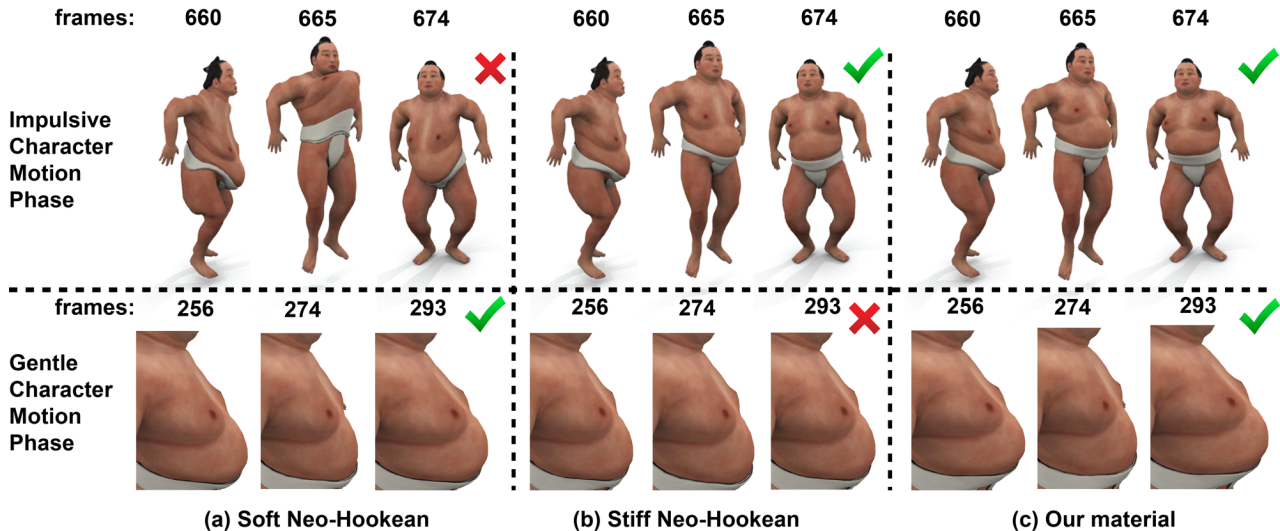 frames: 660 665 674 660 665 674 660 665 674
Impulsive
Character
Motion
Phase
frames: 256 274 293 256 274 293 256 274 293
Gentle
Character
Motion
Phase
(a) Soft Neo-Hookean (b) Stiff Neo-Hookean (c) Our material